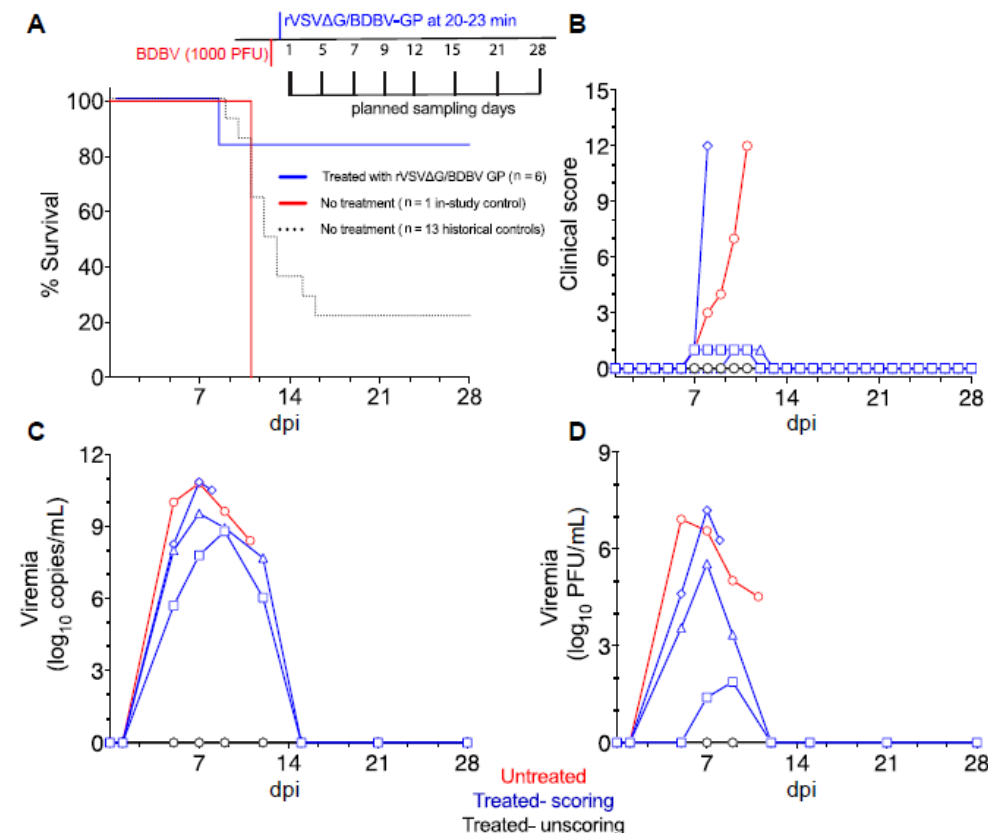 A
rVSVΔG/BDBV-GP at 20-23 min
BDBV (1000 PFU)
1 5 7 9 12 15 21 28
planned sampling days
% Survival
100
80
60
40
20
0
7 14 21 28
dpi
Treated with rVSVΔG/BDBV GP (n = 6)
No treatment ( n = 1 in-study control)
No treatment ( n = 13 historical controls)
B
Clinical score
15
12
9
6
3
0
7 14 21 28
dpi
C
Viremia
(log10 copies/mL)
12
9
6
3
0
7 14 21 28
dpi
D
Viremia
(log10 PFU/mL)
9
6
3
0
7 14 21 28
dpi
Untreated
Treated- scoring
Treated- unscoring